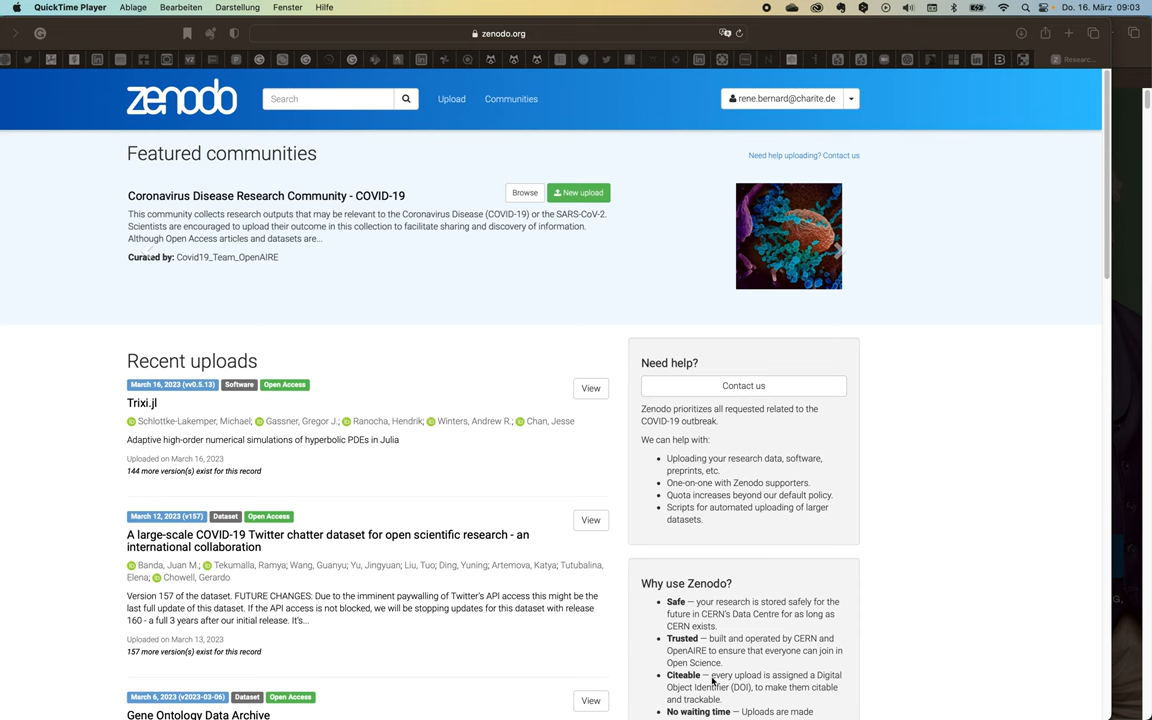 QuickTime Player Ablage Bearbeiten Darstellung Fenster Hilfe Do. 16. März 09:03
zenodo.org
Researc...
zenodo Search Upload Communities rene.bernard@charite.de
Featured communities
Need help uploading? Contact us
Coronavirus Disease Research Community - COVID-19
Browse New upload
This community collects research outputs that may be relevant to the Coronavirus Disease (COVID-19) or the SARS-CoV-2.
Scientists are encouraged to upload their outcome in this collection to facilitate sharing and discovery of information.
Although Open Access articles and datasets are...
Curated by: Covid19_Team_OpenAIRE
Recent uploads
March 16, 2023 (vv0.5.13) Software Open Access
View
Trixi.jl
Schlottke-Lakemper, Michael; Gassner, Gregor J.; Ranocha, Hendrik; Winters, Andrew R.; Chan, Jesse
Adaptive high-order numerical simulations of hyperbolic PDEs in Julia
Uploaded on March 16, 2023
144 more version(s) exist for this record
March 12, 2023 (v157) Dataset Open Access
View
A large-scale COVID-19 Twitter chatter dataset for open scientific research - an
international collaboration
Banda, Juan M.; Tekumalla, Ramya; Wang, Guanyu; Yu, Jingyuan; Liu, Tuo; Ding, Yuning; Artemova, Katya; Tutubalina,
Elena; Chowell, Gerardo
Version 157 of the dataset. FUTURE CHANGES: Due to the imminent paywalling of Twitter's API access this might be the
last full update of this dataset. If the API access is not blocked, we will be stopping updates for this dataset with release
160 - a full 3 years after our initial release. It's...
Uploaded on March 13, 2023
157 more version(s) exist for this record
March 6, 2023 (v2023-03-06) Dataset Open Access
View
Gene Ontology Data Archive
Need help?
Contact us
Zenodo prioritizes all requested related to the
COVID-19 outbreak.
We can help with:
Uploading your research data, software,
preprints, etc.
One-on-one with Zenodo supporters.
Quota increases beyond our default policy.
Scripts for automated uploading of larger
datasets.
Why use Zenodo?
Safe — your research is stored safely for the
future in CERN's Data Centre for as long as
CERN exists.
Trusted — built and operated by CERN and
OpenAIRE to ensure that everyone can join in
Open Science.
Citeable — every upload is assigned a Digital
Object Identifier (DOI), to make them citable
and trackable.
No waiting time — Uploads are made